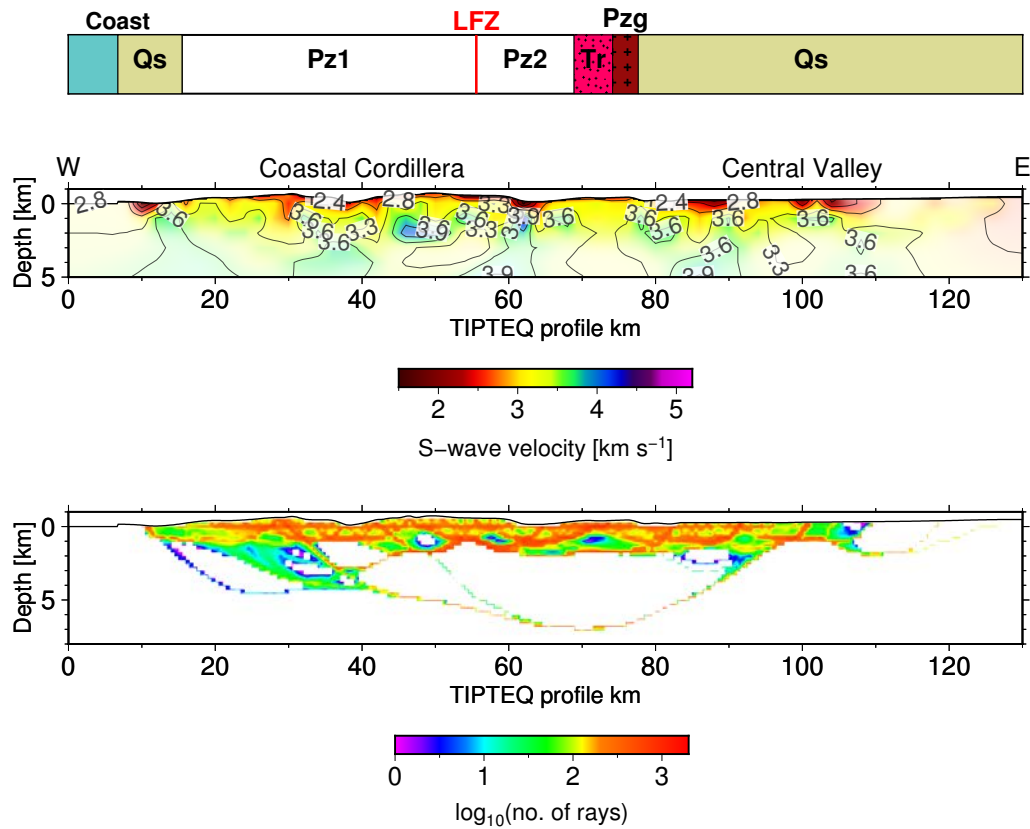 Coast LFZ Pzg
Qs Pz1 Pz2 Tr Qs
W Coastal Cordillera Central Valley E
Depth [km]
0
5
2.8 3.6 3.6 2.4 3.6 3.3 3.6 2.8 3.9 3.6 3.3 3.3 3.9 3.9 3.6 3.6 2.4 3.6 3.9 2.8 3.6 3.3 3.6 3.6
0 20 40 60 80 100 120
TIPTEQ profile km
2 3 4 5
S−wave velocity [km s−1]
Depth [km]
0
5
0 20 40 60 80 100 120
TIPTEQ profile km
0 1 2 3
log10(no. of rays)